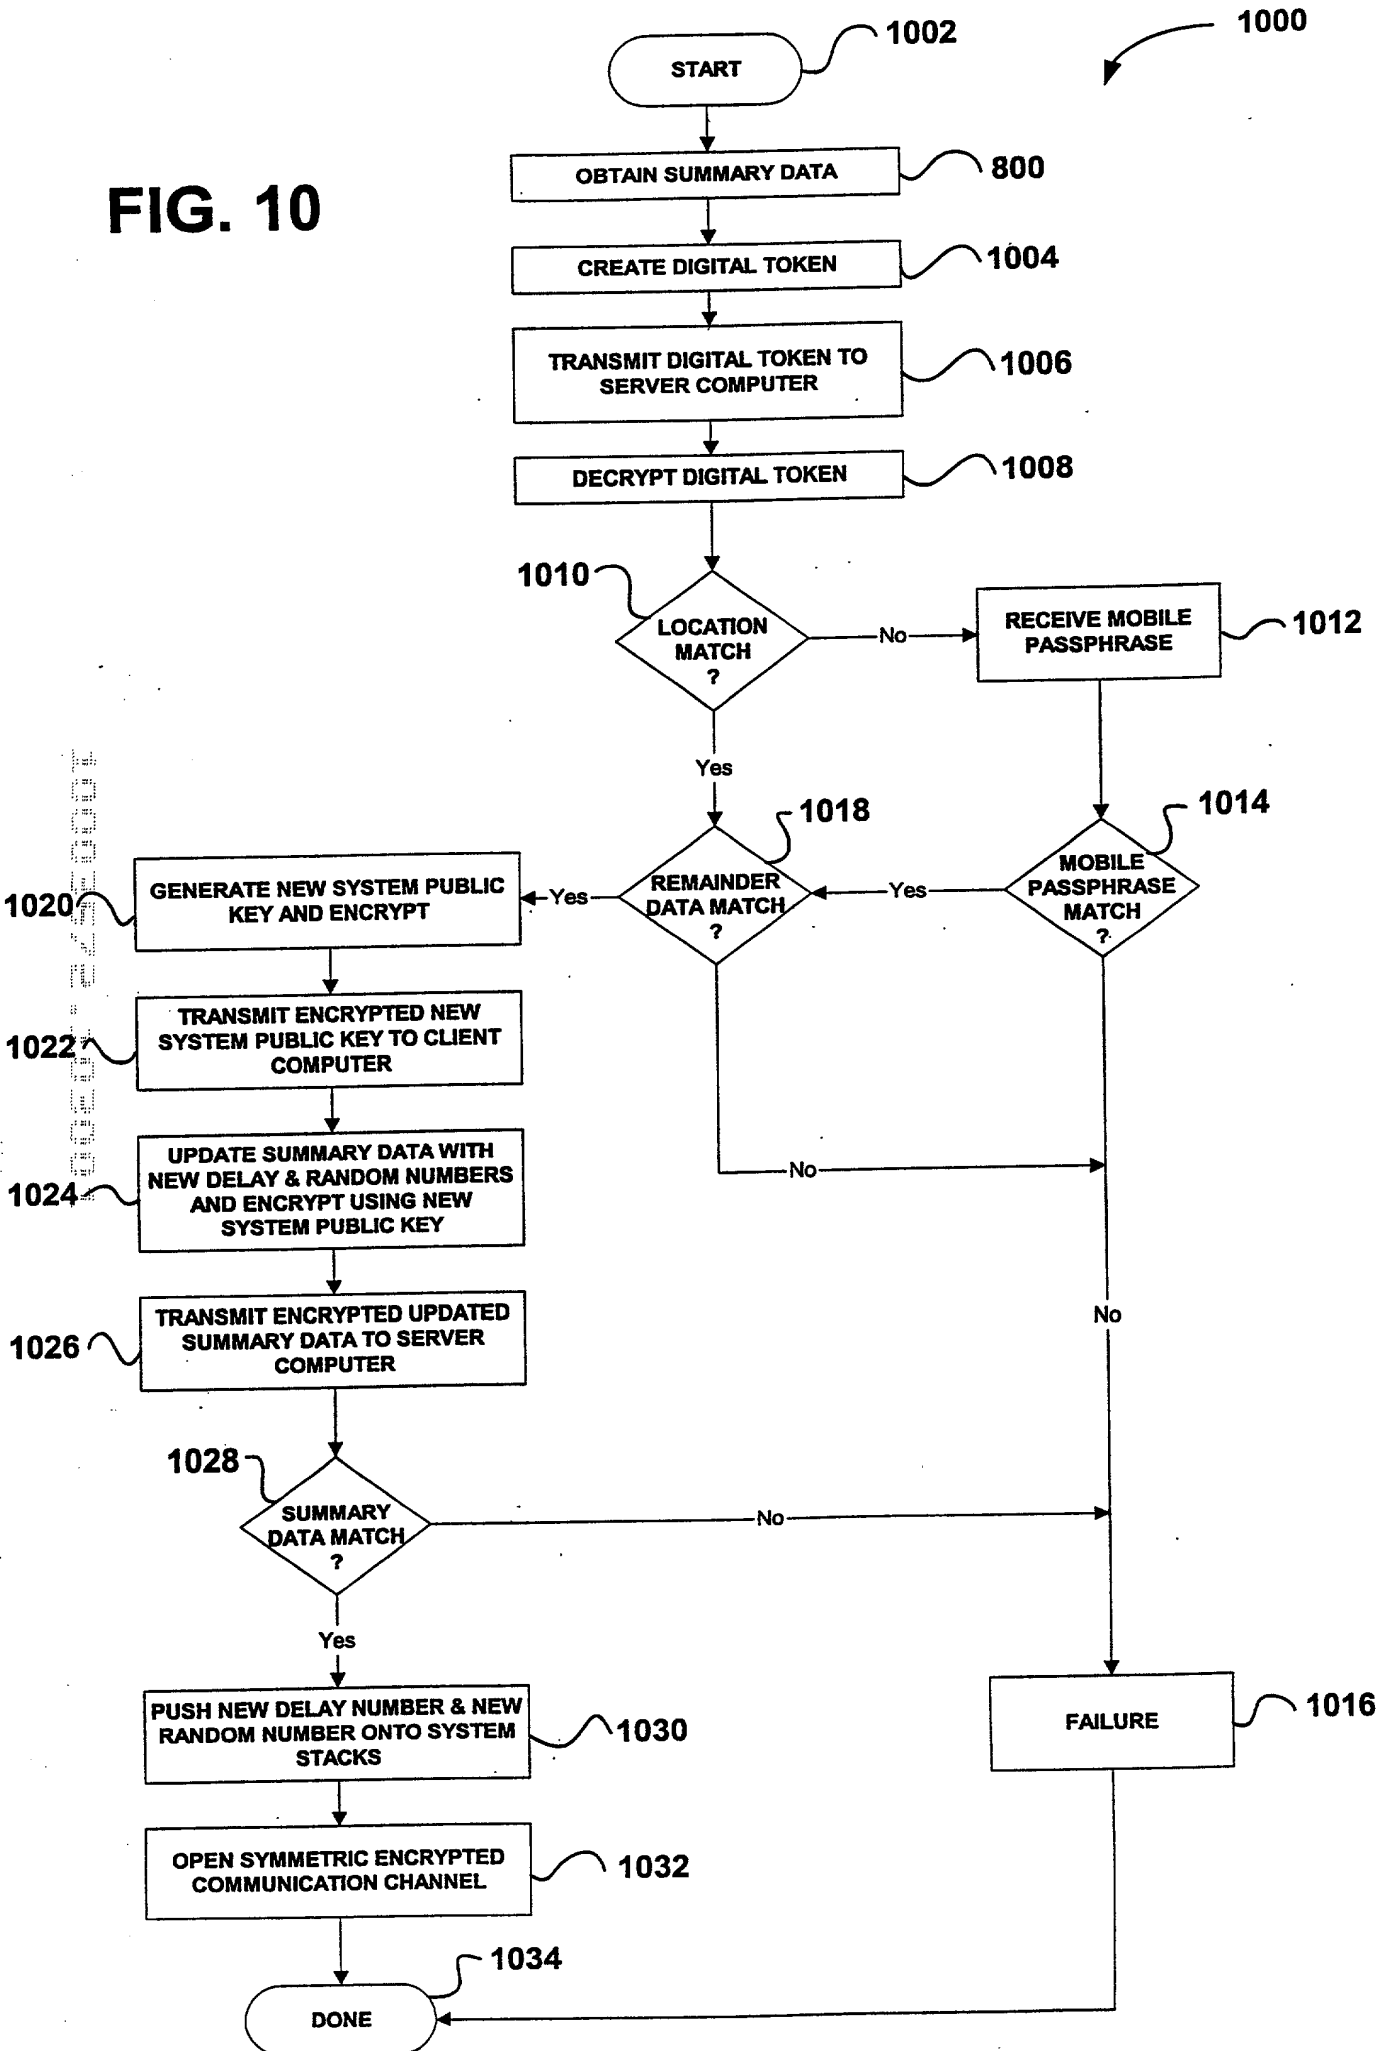 1000
START
1002
FIG. 10
OBTAIN SUMMARY DATA
800
CREATE DIGITAL TOKEN
1004
TRANSMIT DIGITAL TOKEN TO
SERVER COMPUTER
1006
DECRYPT DIGITAL TOKEN
1008
1010
LOCATION
MATCH
?
No
RECEIVE MOBILE
PASSPHRASE
1012
Yes
1018
REMAINDER
DATA MATCH
?
Yes
1014
MOBILE
PASSPHRASE
MATCH
?
Yes
1020
GENERATE NEW SYSTEM PUBLIC
KEY AND ENCRYPT
1022
TRANSMIT ENCRYPTED NEW
SYSTEM PUBLIC KEY TO CLIENT
COMPUTER
No
1024
UPDATE SUMMARY DATA WITH
NEW DELAY & RANDOM NUMBERS
AND ENCRYPT USING NEW
SYSTEM PUBLIC KEY
No
1026
TRANSMIT ENCRYPTED UPDATED
SUMMARY DATA TO SERVER
COMPUTER
1028
SUMMARY
DATA MATCH
?
No
Yes
PUSH NEW DELAY NUMBER & NEW
RANDOM NUMBER ONTO SYSTEM
STACKS
1030
FAILURE
1016
OPEN SYMMETRIC ENCRYPTED
COMMUNICATION CHANNEL
1032
1034
DONE